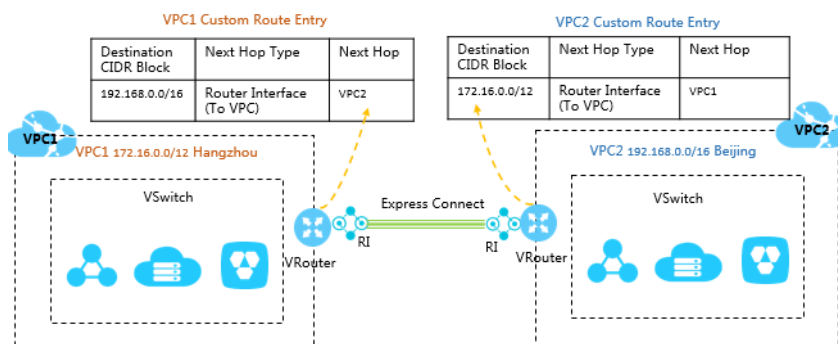 VPC1 Custom Route Entry
Destination CIDR Block
Next Hop Type
Next Hop
192.168.0.0/16
Router Interface (To VPC)
VPC2
VPC2 Custom Route Entry
Destination CIDR Block
Next Hop Type
Next Hop
172.16.0.0/12
Router Interface (To VPC)
VPC1
VPC1
VPC1 172.16.0.0/12 Hangzhou
VSwitch
VRouter
RI
Express Connect
RI
VRouter
VPC2
VPC2 192.168.0.0/16 Beijing
VSwitch